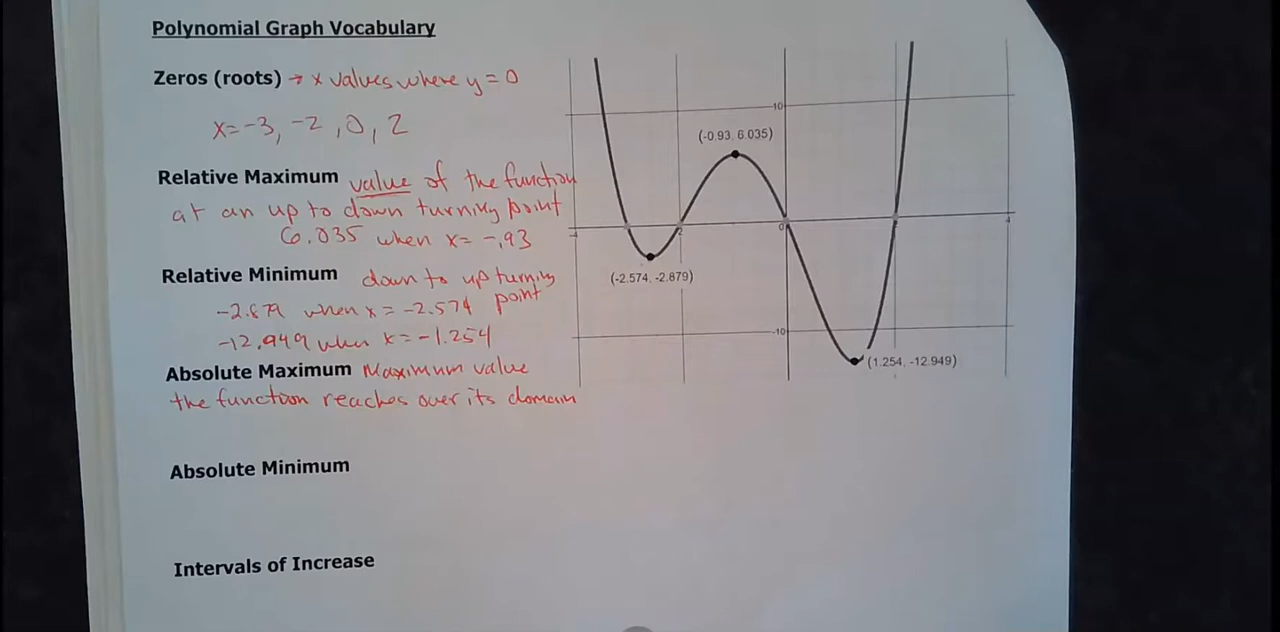 Polynomial Graph Vocabulary
Zeros (roots) → x values where y = 0
x = -3, -2, 0, 2
Relative Maximum value of the function
at an up to down turning point
6.035 when x = -.93
Relative Minimum down to up turning
point
-2.879 when x = -2.574
-12.949 when x = -1.254
Absolute Maximum Maximum value
the function reaches over its domain
Absolute Minimum
Intervals of Increase
10
(-0.93, 6.035)
-4
-2
0
2
4
(-2.574, -2.879)
-10
(1.254, -12.949)